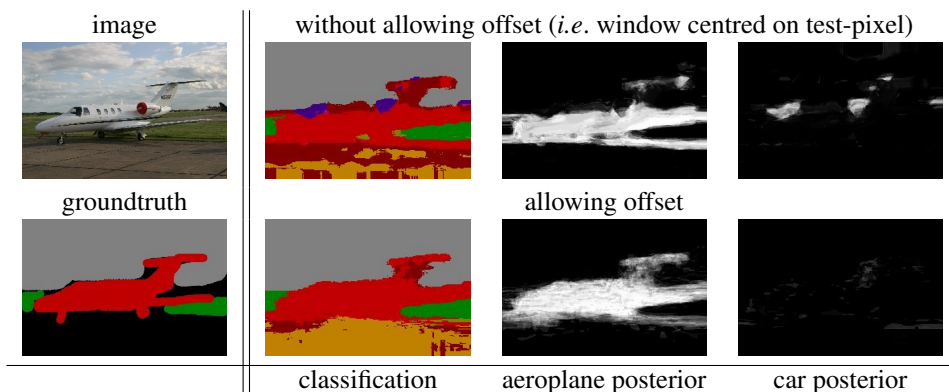 image
without allowing offset (i.e. window centred on test-pixel)
groundtruth
allowing offset
classification
aeroplane posterior
car posterior